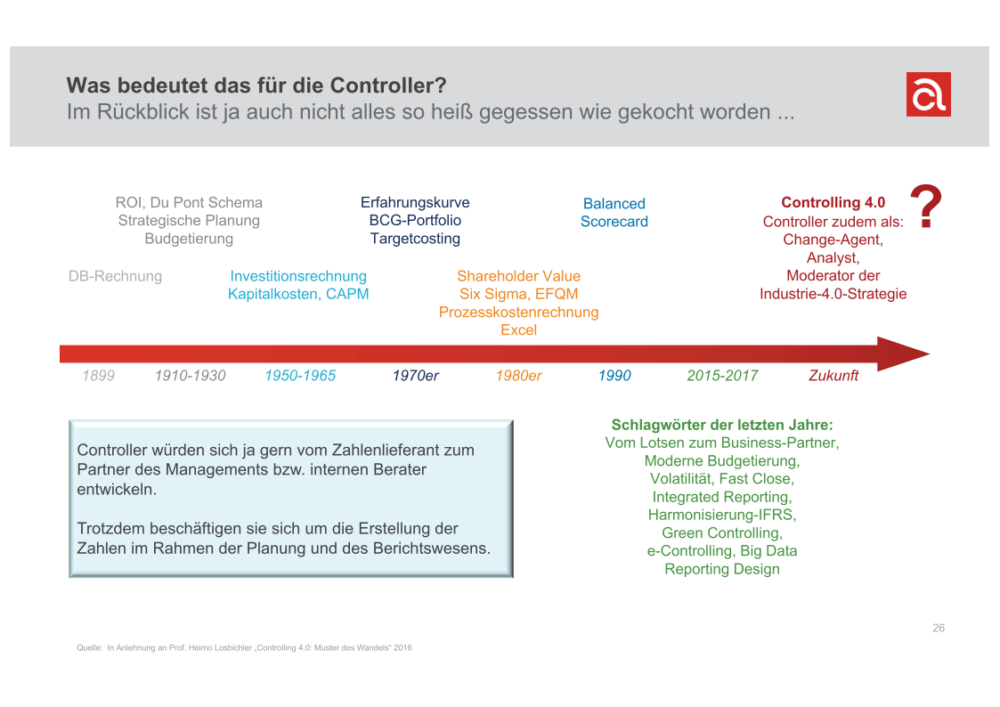 Was bedeutet das für die Controller?
Im Rückblick ist ja auch nicht alles so heiß gegessen wie gekocht worden ...
ROI, Du Pont Schema
Strategische Planung
Budgetierung
Erfahrungskurve
BCG-Portfolio
Targetcosting
Balanced
Scorecard
Controlling 4.0
Controller zudem als:
Change-Agent,
Analyst,
Moderator der
Industrie-4.0-Strategie
?
DB-Rechnung
Investitionsrechnung
Kapitalkosten, CAPM
Shareholder Value
Six Sigma, EFQM
Prozesskostenrechnung
Excel
1899 1910-1930 1950-1965 1970er 1980er 1990 2015-2017 Zukunft
Controller würden sich ja gern vom Zahlenlieferant zum
Partner des Managements bzw. internen Berater
entwickeln.
Trotzdem beschäftigen sie sich um die Erstellung der
Zahlen im Rahmen der Planung und des Berichtswesens.
Schlagwörter der letzten Jahre:
Vom Lotsen zum Business-Partner,
Moderne Budgetierung,
Volatilität, Fast Close,
Integrated Reporting,
Harmonisierung-IFRS,
Green Controlling,
e-Controlling, Big Data
Reporting Design
26
Quelle: In Anlehnung an Prof. Heimo Losbichler „Controlling 4.0: Muster des Wandels“ 2016